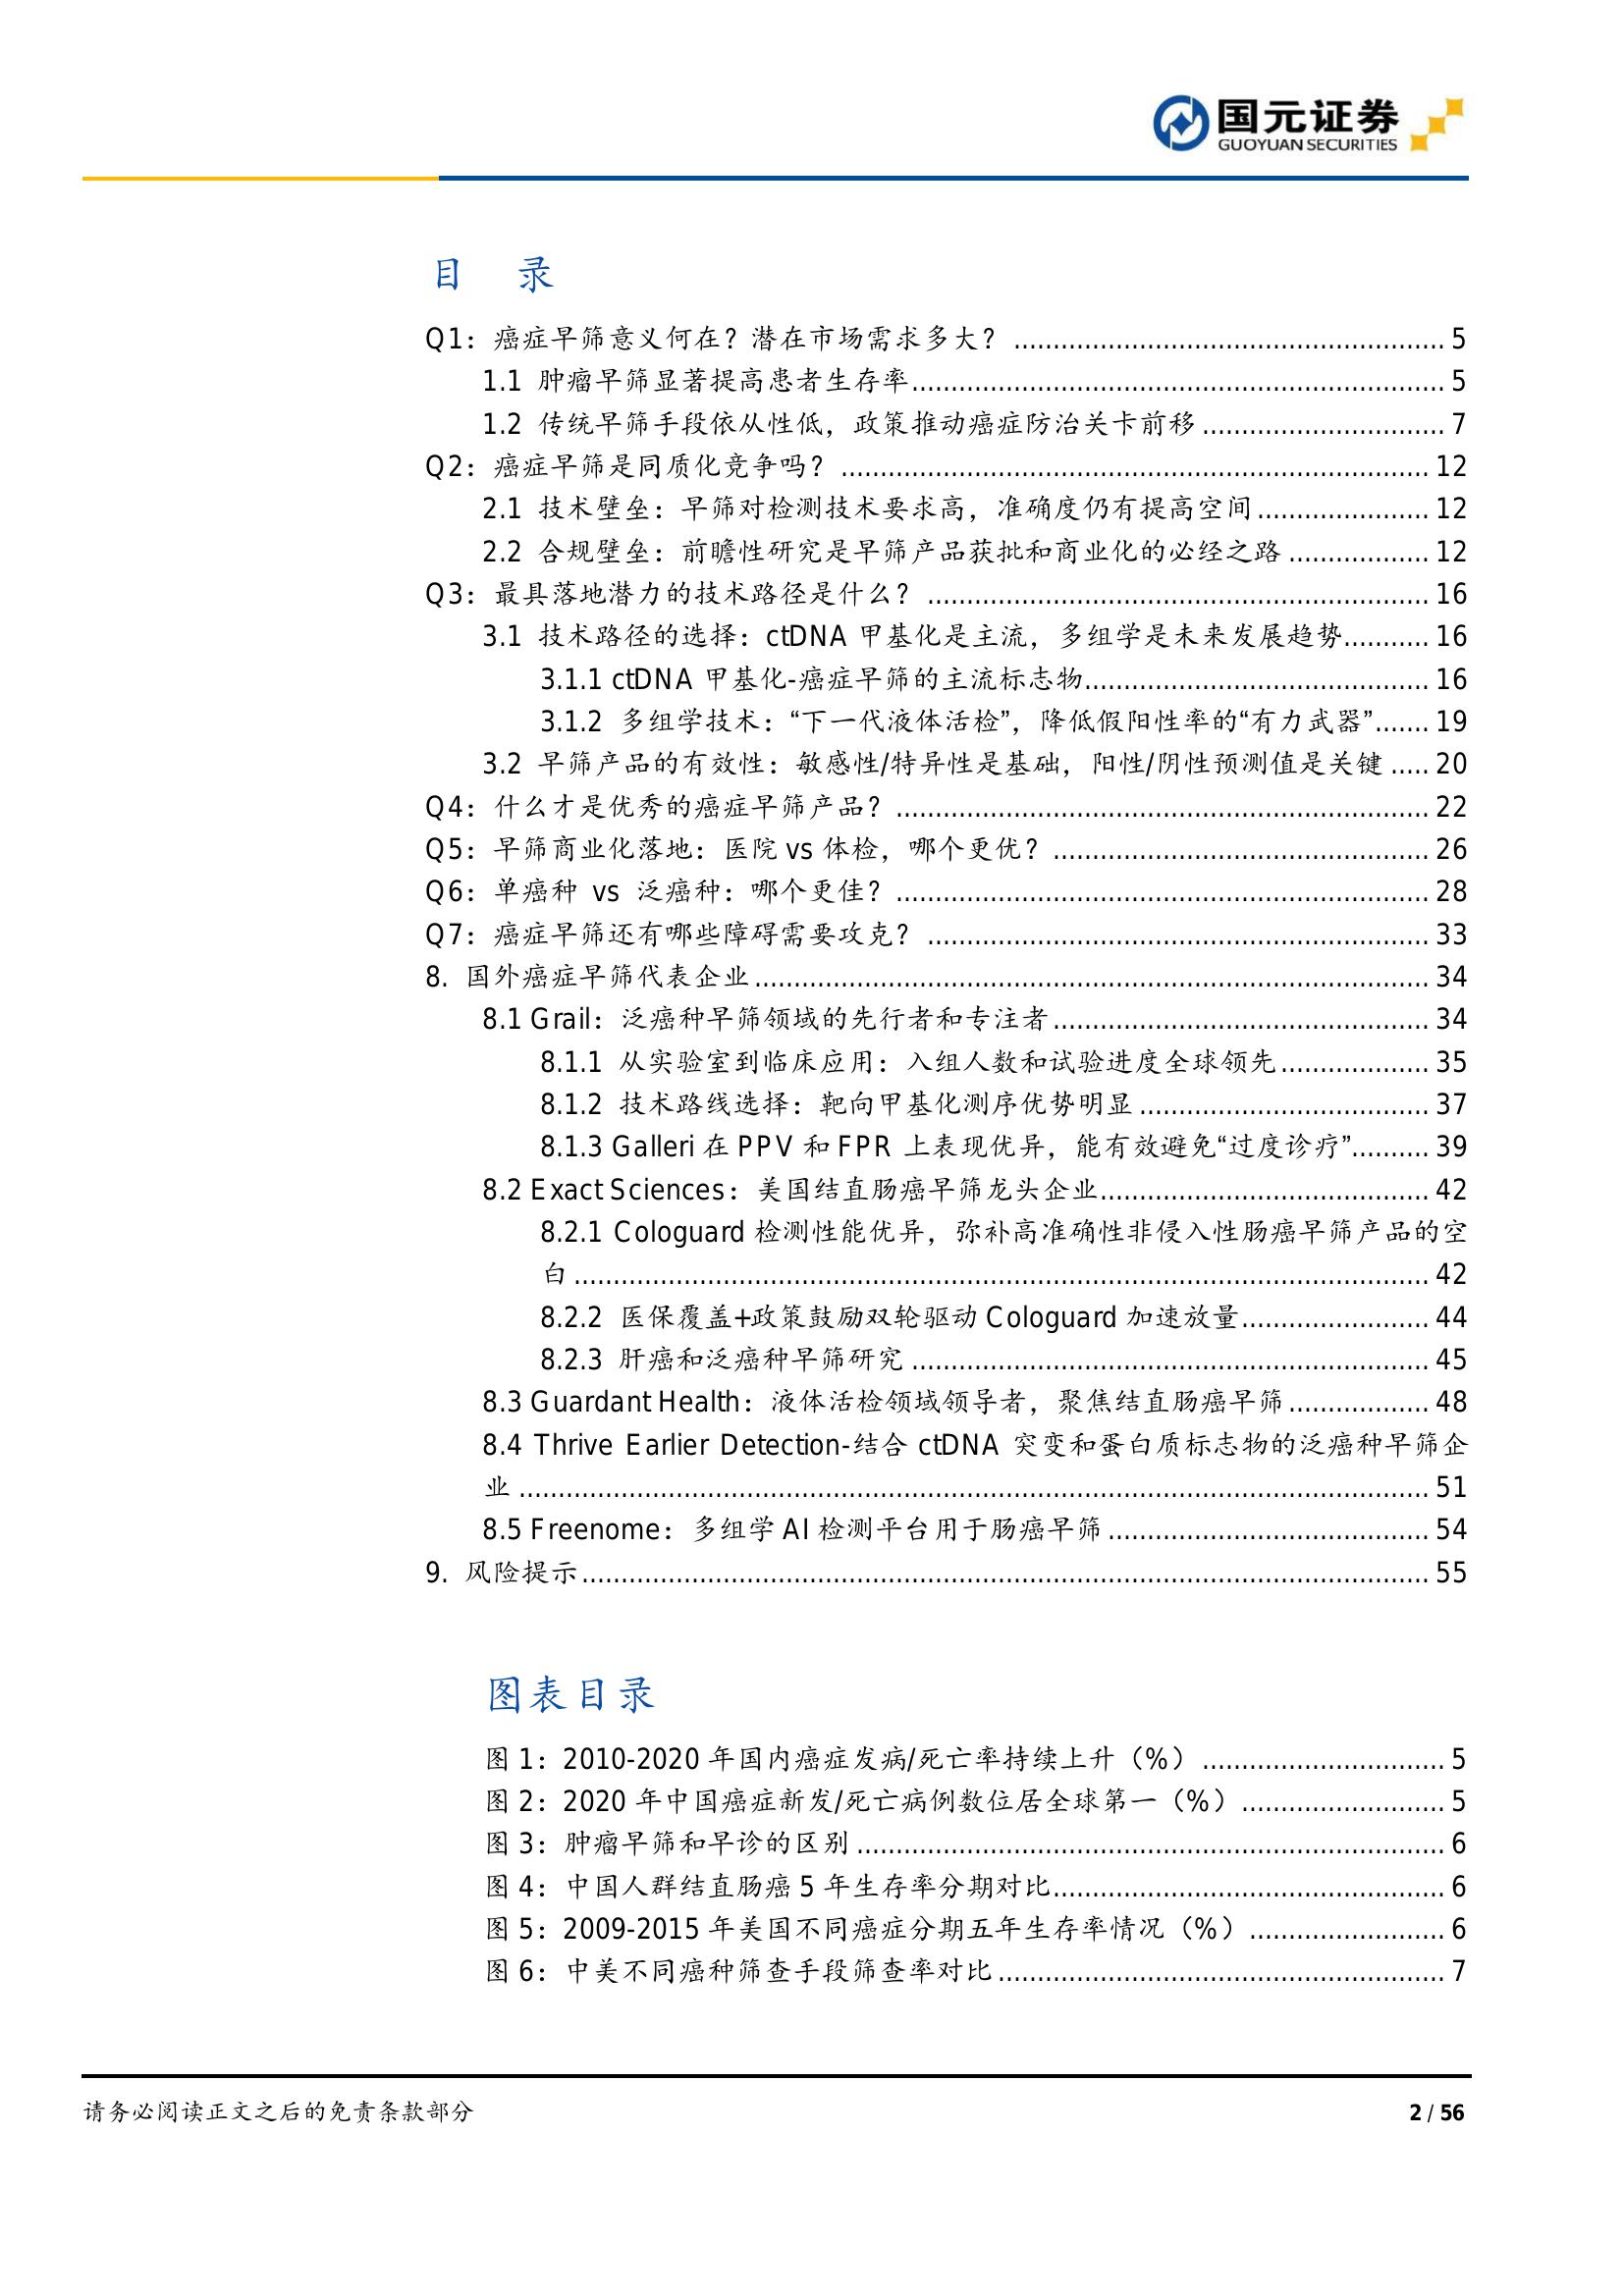 国元证券
GUOYUAN SECURITIES
目 录
Q1：癌症早筛意义何在？潜在市场需求多大？ ........................................................ 5
1.1 肿瘤早筛显著提高患者生存率..................................................................... 5
1.2 传统早筛手段依从性低，政策推动癌症防治关卡前移 ............................... 7
Q2：癌症早筛是同质化竞争吗？ ............................................................................ 12
2.1 技术壁垒：早筛对检测技术要求高，准确度仍有提高空间...................... 12
2.2 合规壁垒：前瞻性研究是早筛产品获批和商业化的必经之路 .................. 12
Q3：最具落地潜力的技术路径是什么？ ................................................................. 16
3.1 技术路径的选择：ctDNA 甲基化是主流，多组学是未来发展趋势........... 16
3.1.1 ctDNA 甲基化-癌症早筛的主流标志物............................................ 16
3.1.2 多组学技术：“下一代液体活检”，降低假阳性率的“有力武器”....... 19
3.2 早筛产品的有效性：敏感性/特异性是基础，阳性/阴性预测值是关键 ..... 20
Q4：什么才是优秀的癌症早筛产品？ ..................................................................... 22
Q5：早筛商业化落地：医院 vs 体检，哪个更优？ ................................................ 26
Q6：单癌种 vs 泛癌种：哪个更佳？ ..................................................................... 28
Q7：癌症早筛还有哪些障碍需要攻克？ ................................................................. 33
8. 国外癌症早筛代表企业 ....................................................................................... 34
8.1 Grail：泛癌种早筛领域的先行者和专注者 ................................................ 34
8.1.1 从实验室到临床应用：入组人数和试验进度全球领先................... 35
8.1.2 技术路线选择：靶向甲基化测序优势明显 ..................................... 37
8.1.3 Galleri 在 PPV 和 FPR 上表现优异，能有效避免“过度诊疗”.......... 39
8.2 Exact Sciences：美国结直肠癌早筛龙头企业.......................................... 42
8.2.1 Cologuard 检测性能优异，弥补高准确性非侵入性肠癌早筛产品的空
白 ............................................................................................................. 42
8.2.2 医保覆盖+政策鼓励双轮驱动 Cologuard 加速放量........................ 44
8.2.3 肝癌和泛癌种早筛研究 .................................................................. 45
8.3 Guardant Health：液体活检领域领导者，聚焦结直肠癌早筛 .................. 48
8.4 Thrive Earlier Detection-结合 ctDNA 突变和蛋白质标志物的泛癌种早筛企
业 ..................................................................................................................... 51
8.5 Freenome：多组学 AI 检测平台用于肠癌早筛 ......................................... 54
9. 风险提示............................................................................................................. 55
图表目录
图 1：2010-2020 年国内癌症发病/死亡率持续上升（%） ............................... 5
图 2：2020 年中国癌症新发/死亡病例数位居全球第一（%）.......................... 5
图 3：肿瘤早筛和早诊的区别 ........................................................................... 6
图 4：中国人群结直肠癌 5 年生存率分期对比.................................................. 6
图 5：2009-2015 年美国不同癌症分期五年生存率情况（%）......................... 6
图 6：中美不同癌种筛查手段筛查率对比 ......................................................... 7
请务必阅读正文之后的免责条款部分
2 / 56